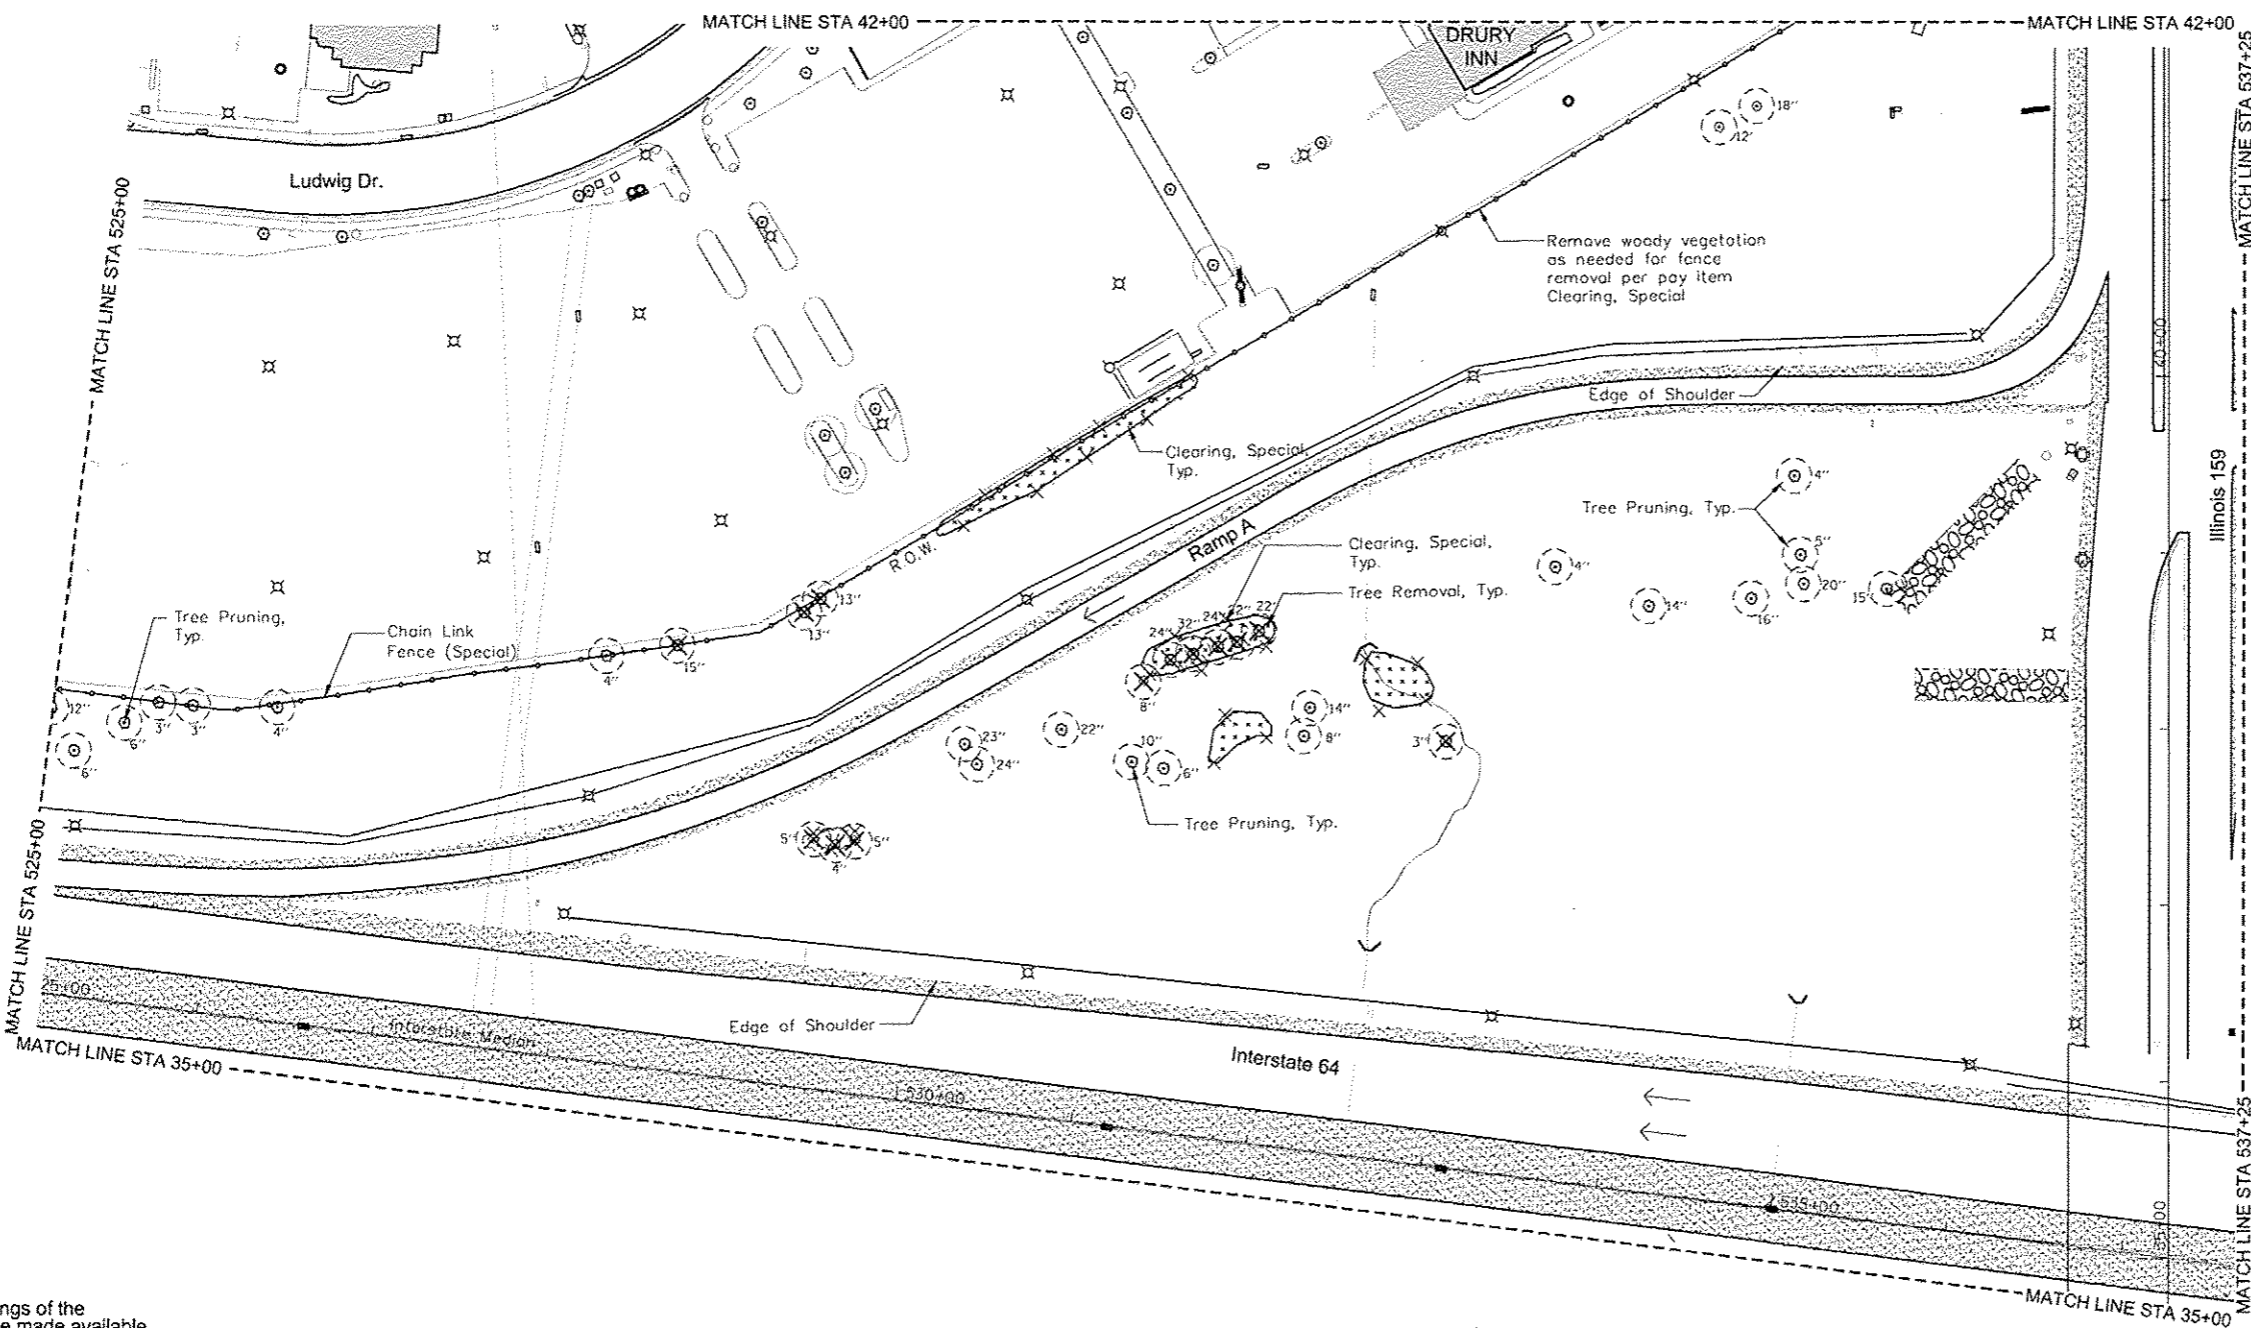 MATCH LINE STA 42+00
MATCH LINE STA 42+00
DRURY
INN
MATCH LINE STA 537+25
18"
12"
Ludwig Dr.
MATCH LINE STA 525+00
Remove woody vegetation
as needed for fence
removal per pay item
Clearing, Special
40+00
Edge of Shoulder
Illinois 159
Clearing, Special,
Typ.
4"
Tree Pruning, Typ.
R.O.W.
Ramp A
Clearing, Special,
Typ.
5"
4"
20"
15"
14"
16"
Tree Removal, Typ.
13"
13"
Tree Pruning,
Typ.
Chain Link
Fence (Special)
24"
32"
24"
22"
22"
15"
4"
8"
12"
6"
3"
3"
4"
6"
14"
8"
3"
23"
24"
22"
10"
6"
Tree Pruning, Typ.
5"
4"
5"
MATCH LINE STA 525+00
25+00
Interstate Median
Edge of Shoulder
Interstate 64
MATCH LINE STA 35+00
530+00
535+00
35+00
MATCH LINE STA 537+25
MATCH LINE STA 35+00
ngs of the
e made available